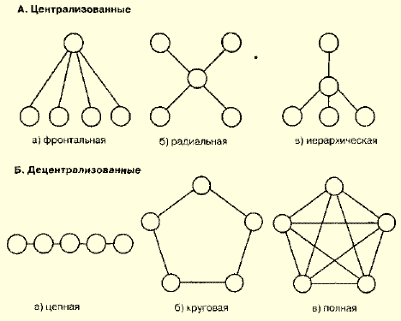 А. Централизованные
а) фронтальная
б) радиальная
в) иерархическая
Б. Децентрализованные
а) цепная
б) круговая
в) полная